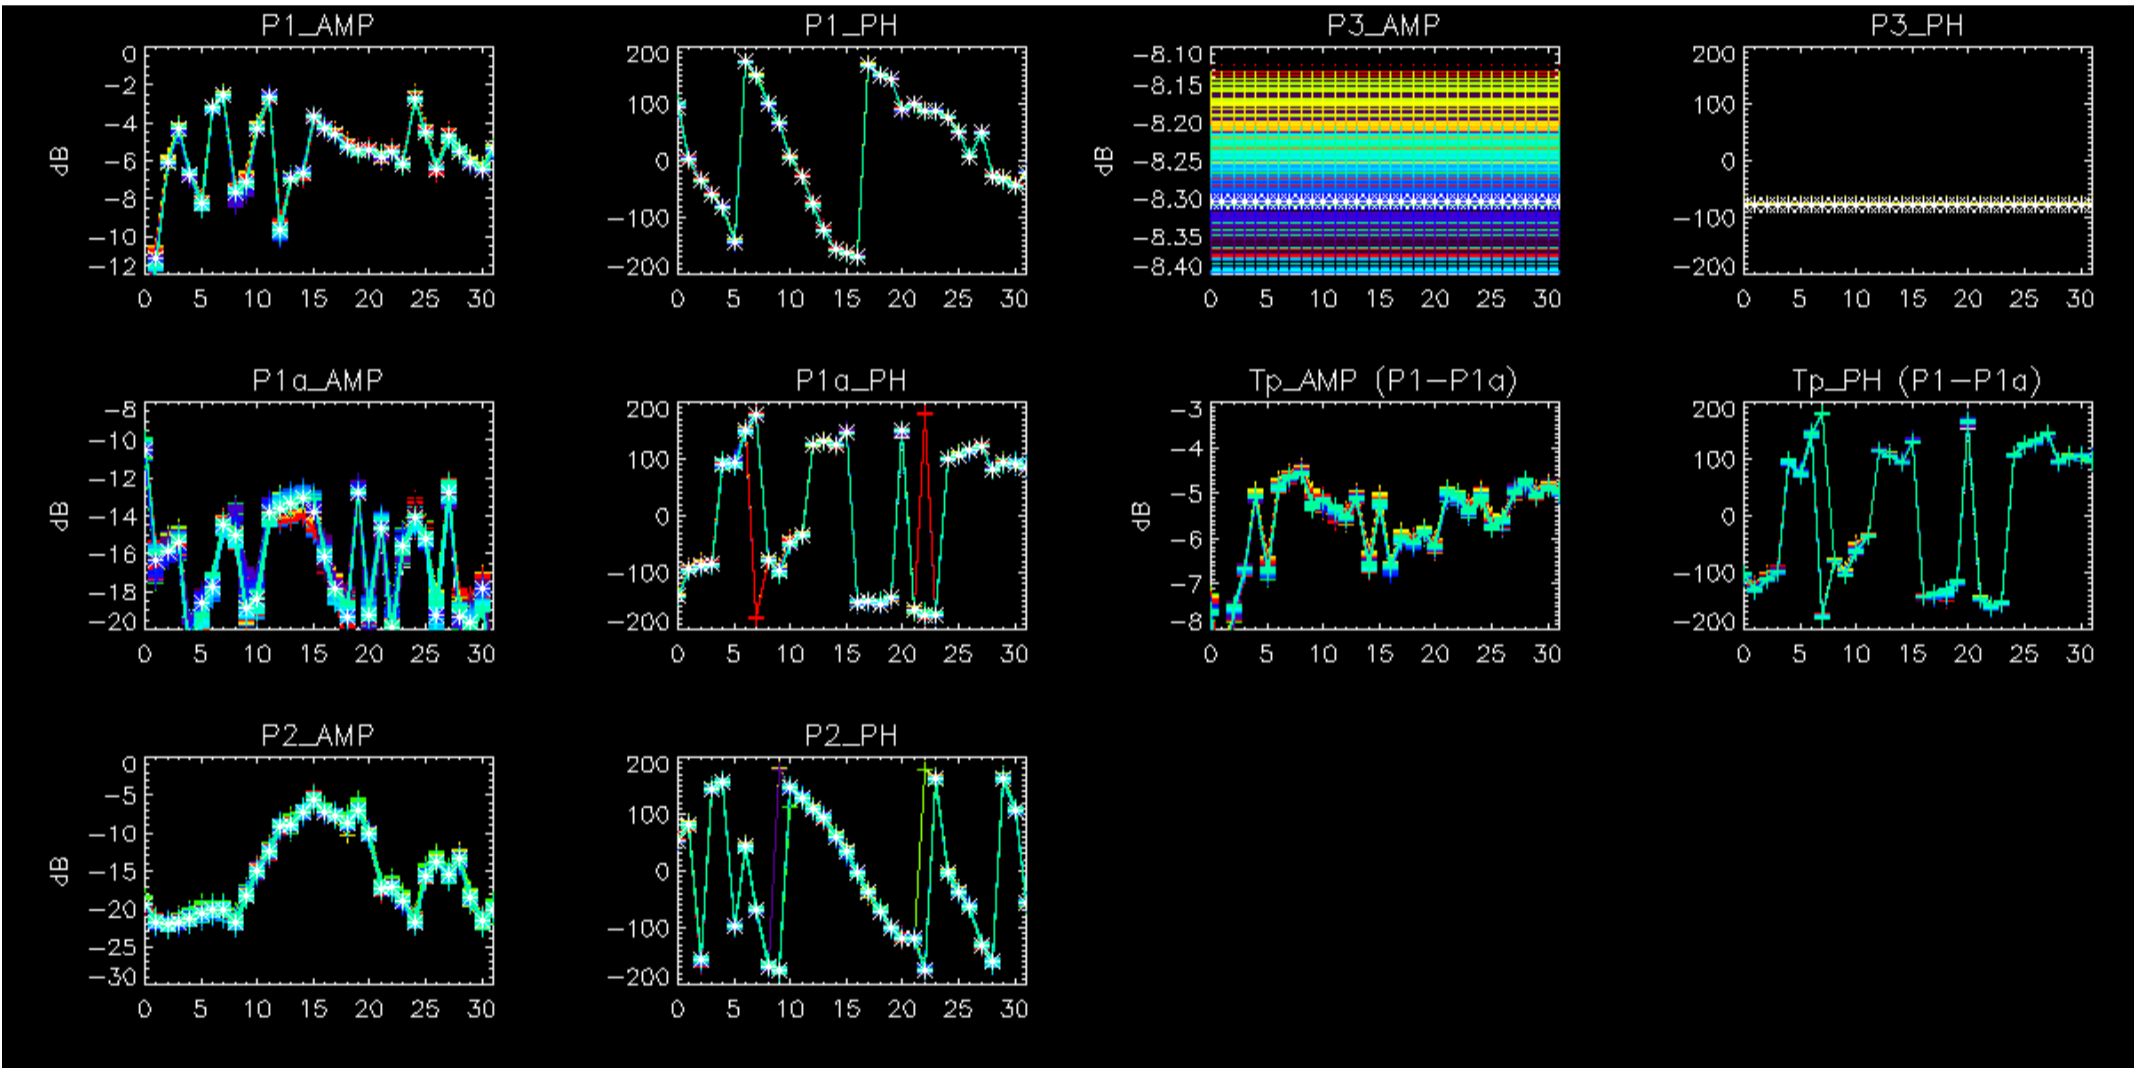 P1_AMP
0
-2
-4
-6
-8
-10
-12
dB
0 5 10 15 20 25 30
P1_PH
200
100
0
-100
-200
0 5 10 15 20 25 30
P3_AMP
-8.10
-8.15
-8.20
-8.25
-8.30
-8.35
-8.40
dB
0 5 10 15 20 25 30
P3_PH
200
100
0
-100
-200
0 5 10 15 20 25 30
P1a_AMP
-8
-10
-12
-14
-16
-18
-20
dB
0 5 10 15 20 25 30
P1a_PH
200
100
0
-100
-200
0 5 10 15 20 25 30
Tp_AMP (P1-P1a)
-3
-4
-5
-6
-7
-8
dB
0 5 10 15 20 25 30
Tp_PH (P1-P1a)
200
100
0
-100
-200
0 5 10 15 20 25 30
P2_AMP
0
-5
-10
-15
-20
-25
-30
dB
0 5 10 15 20 25 30
P2_PH
200
100
0
-100
-200
0 5 10 15 20 25 30